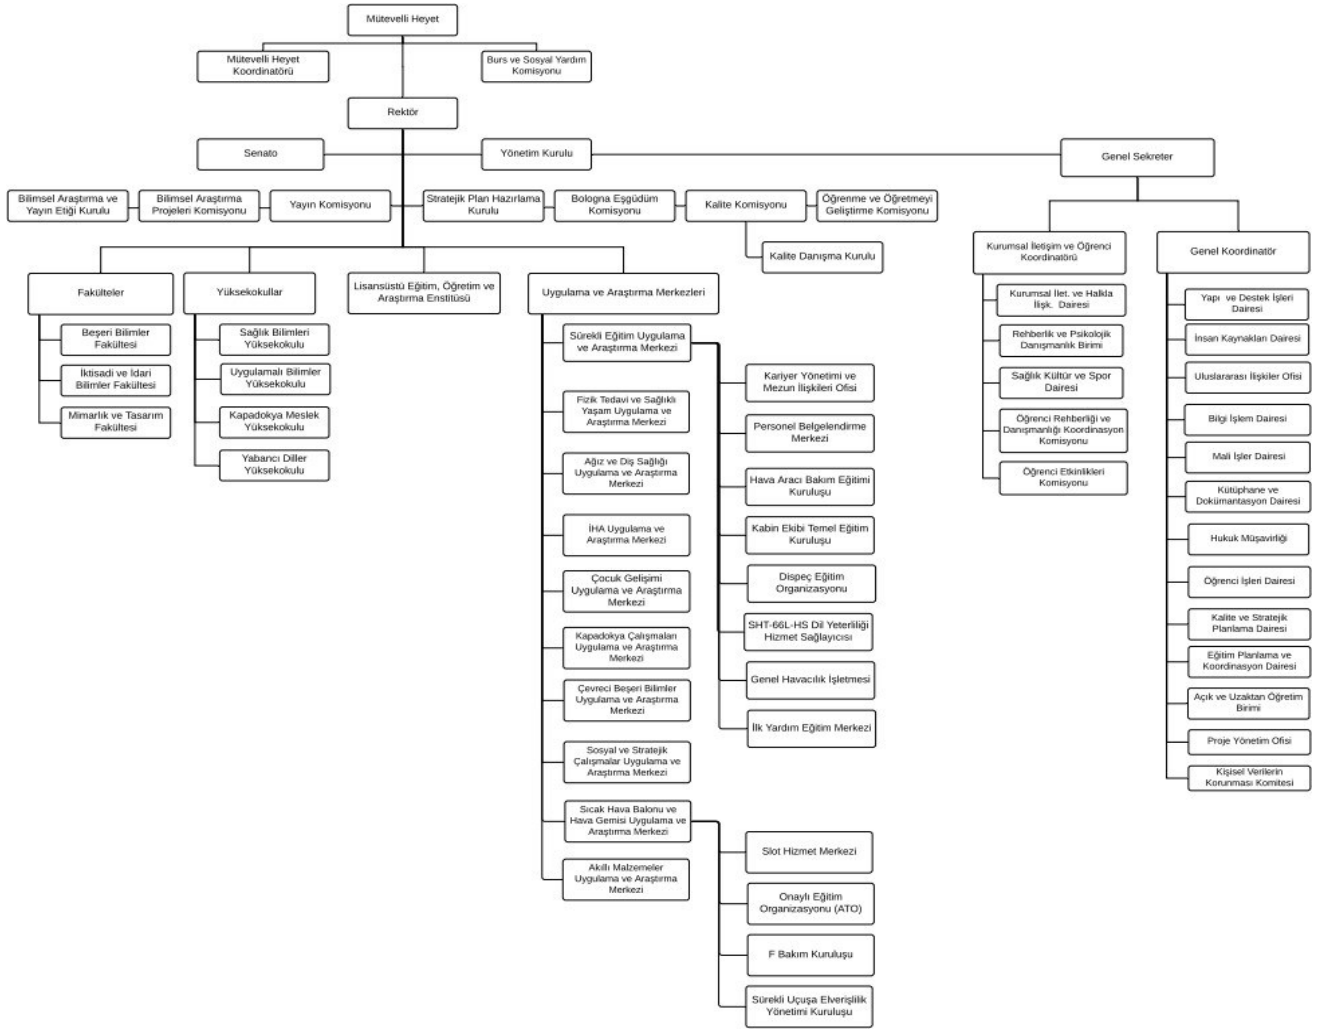 Mütevelli Heyet
Mütevelli Heyet
Koordinatörü
Burs ve Sosyal Yardım
Komisyonu
Rektör
Senato
Yönetim Kurulu
Genel Sekreter
Bilimsel Araştırma ve
Yayın Etiği Kurulu
Bilimsel Araştırma
Projeleri Komisyonu
Yayın Komisyonu
Stratejik Plan Hazırlama
Kurulu
Bologna Eşgüdüm
Komisyonu
Kalite Komisyonu
Öğrenme ve Öğretmeyi
Geliştirme Komisyonu
Kalite Danışma Kurulu
Fakülteler
Beşeri Bilimler
Fakültesi
İktisadi ve İdari
Bilimler Fakültesi
Mimarlık ve Tasarım
Fakültesi
Yüksekokullar
Sağlık Bilimleri
Yüksekokulu
Uygulamalı Bilimler
Yüksekokulu
Kapadokya Meslek
Yüksekokulu
Yabancı Diller
Yüksekokulu
Lisansüstü Eğitim, Öğretim ve
Araştırma Enstitüsü
Uygulama ve Araştırma Merkezleri
Sürekli Eğitim Uygulama
ve Araştırma Merkezi
Fizik Tedavi ve Sağlıklı
Yaşam Uygulama ve
Araştırma Merkezi
Ağız ve Diş Sağlığı
Uygulama ve Araştırma
Merkezi
İHA Uygulama ve
Araştırma Merkezi
Çocuk Gelişimi
Uygulama ve Araştırma
Merkezi
Kapadokya Çalışmaları
Uygulama ve Araştırma
Merkezi
Çevreci Beşeri Bilimler
Uygulama ve Araştırma
Merkezi
Sosyal ve Stratejik
Çalışmalar Uygulama ve
Araştırma Merkezi
Sıcak Hava Balonu ve
Hava Gemisi Uygulama ve
Araştırma Merkezi
Akıllı Malzemeler
Uygulama ve Araştırma
Merkezi
Kariyer Yönetimi ve
Mezun İlişkileri Ofisi
Personel Belgelendirme
Merkezi
Hava Aracı Bakım Eğitimi
Kuruluşu
Kabin Ekibi Temel Eğitim
Kuruluşu
Dispeç Eğitim
Organizasyonu
SHT-66L-HS Dil Yeterliliği
Hizmet Sağlayıcısı
Genel Havacılık İşletmesi
İlk Yardım Eğitim Merkezi
Slot Hizmet Merkezi
Onaylı Eğitim
Organizasyonu (ATO)
F Bakım Kuruluşu
Sürekli Uçuşa Elverişlilik
Yönetimi Kuruluşu
Kurumsal İletişim ve Öğrenci
Koordinatörü
Kurumsal İlet. ve Halkla
İlişk. Dairesi
Rehberlik ve Psikolojik
Danışmanlık Birimi
Sağlık Kültür ve Spor
Dairesi
Öğrenci Rehberliği ve
Danışmanlığı Koordinasyon
Komisyonu
Öğrenci Etkinlikleri
Komisyonu
Genel Koordinatör
Yapı ve Destek İşleri
Dairesi
İnsan Kaynakları Dairesi
Uluslararası İlişkiler Ofisi
Bilgi İşlem Dairesi
Mali İşler Dairesi
Kütüphane ve
Dokümantasyon Dairesi
Hukuk Müşavirliği
Öğrenci İşleri Dairesi
Kalite ve Stratejik
Planlama Dairesi
Eğitim Planlama ve
Koordinasyon Dairesi
Açık ve Uzaktan Öğretim
Birimi
Proje Yönetim Ofisi
Kişisel Verilerin
Korunması Komitesi